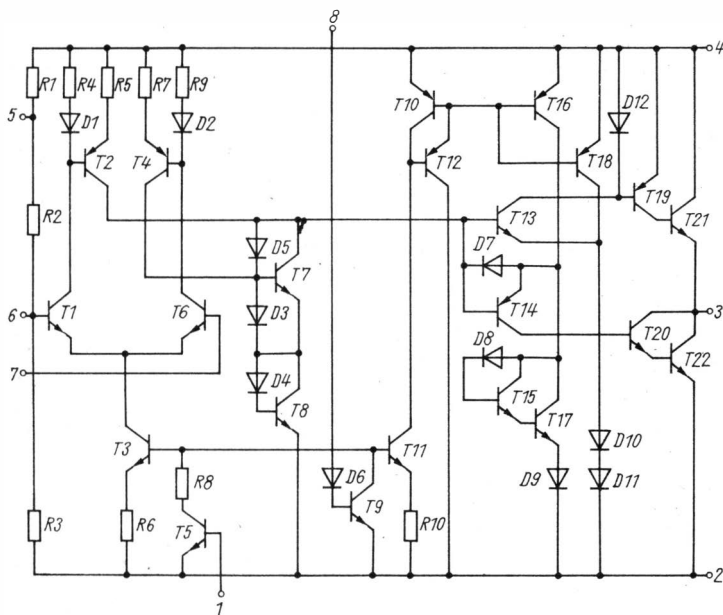 8
4
R1
R4
R5
R7
R9
T10
T16
D12
5
D1
D2
T2
T4
T12
T18
T19
R2
T13
T21
D5
D7
T7
6
T1
T6
D3
T14
3
T20
D8
T22
7
D4
T15
T8
T17
T3
T11
D10
R8
D6
D9
D11
T9
R3
R6
T5
R10
2
1